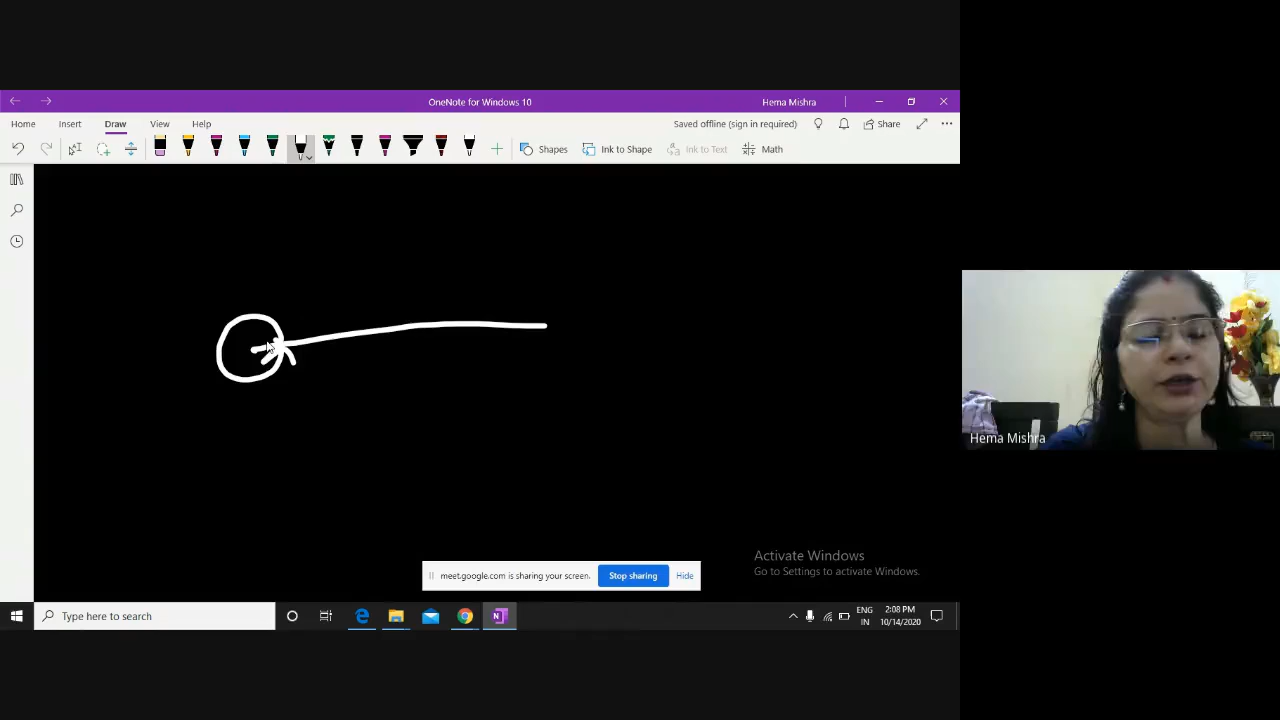 OneNote for Windows 10
Hema Mishra
Home Insert Draw View Help
Saved offline (sign in required)
Share
Shapes
Ink to Shape
Ink to Text
Math
Hema Mishra
Activate Windows
Go to Settings to activate Windows.
meet.google.com is sharing your screen.
Stop sharing
Hide
Type here to search
ENG
IN
2:08 PM
10/14/2020